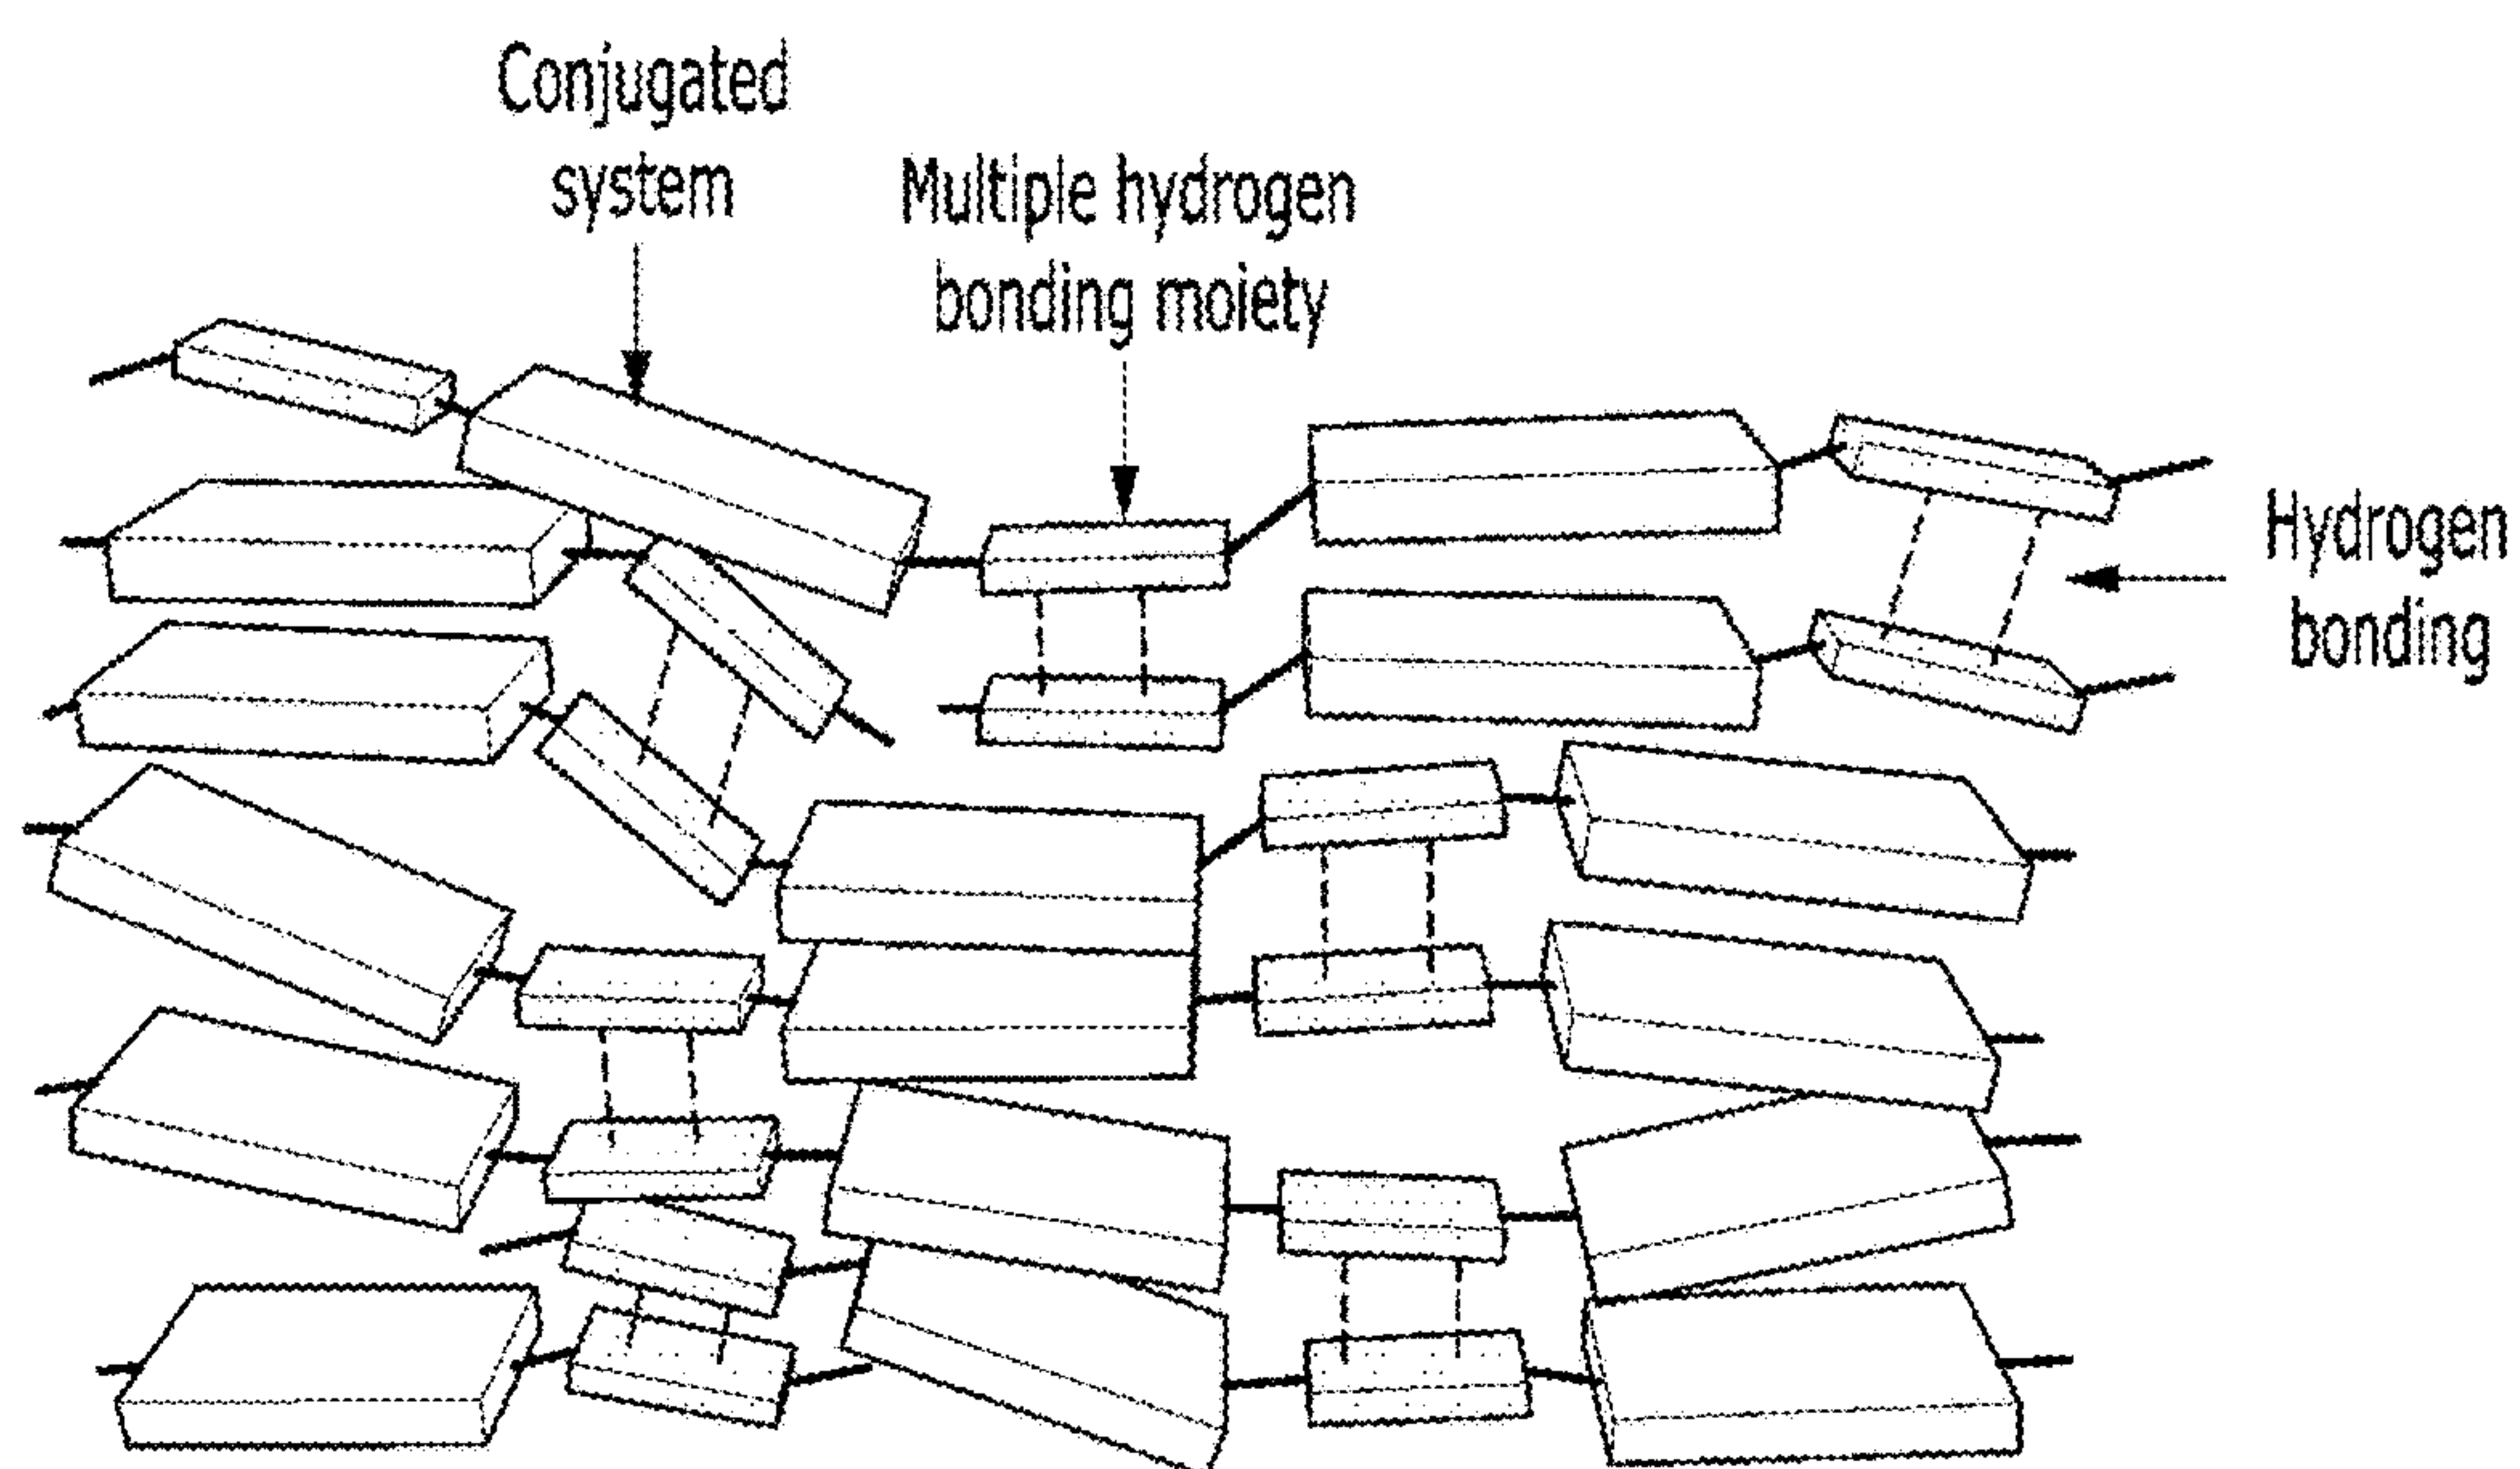 Conjugated
system
Multiple hydrogen
bonding moiety
Hydrogen
bonding